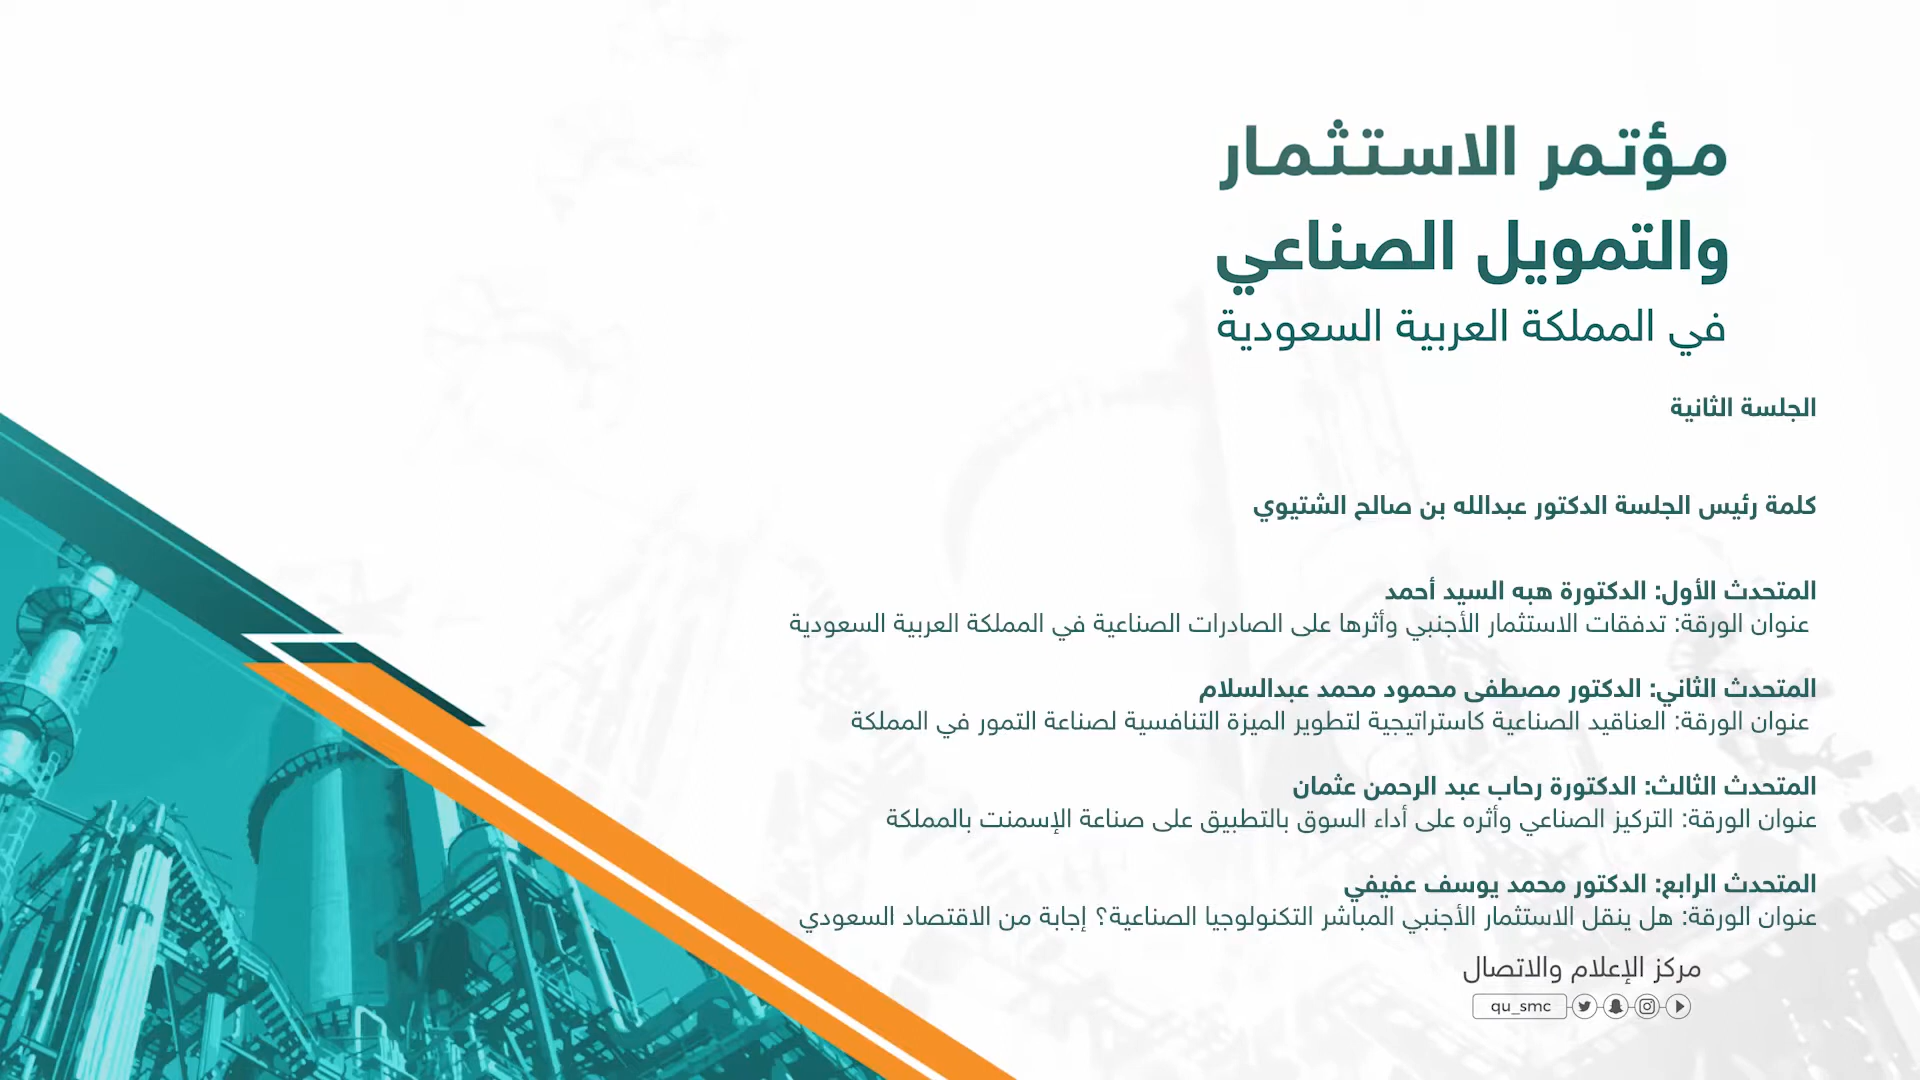 مؤتمر الاستثمار
والتمويل الصناعي
في المملكة العربية السعودية
الجلسة الثانية
كلمة رئيس الجلسة الدكتور عبدالله بن صالح الشتيوي
المتحدث الأول: الدكتورة هبه السيد أحمد
عنوان الورقة: تدفقات الاستثمار الأجنبي وأثرها على الصادرات الصناعية في المملكة العربية السعودية
المتحدث الثاني: الدكتور مصطفى محمود محمد عبدالسلام
عنوان الورقة: العناقيد الصناعية كاستراتيجية لتطوير الميزة التنافسية لصناعة التمور في المملكة
المتحدث الثالث: الدكتورة رحاب عبد الرحمن عثمان
عنوان الورقة: التركيز الصناعي وأثره على أداء السوق بالتطبيق على صناعة الإسمنت بالمملكة
المتحدث الرابع: الدكتور محمد يوسف عفيفي
عنوان الورقة: هل ينقل الاستثمار الأجنبي المباشر التكنولوجيا الصناعية؟ إجابة من الاقتصاد السعودي
مركز الإعلام والاتصال
qu_smc